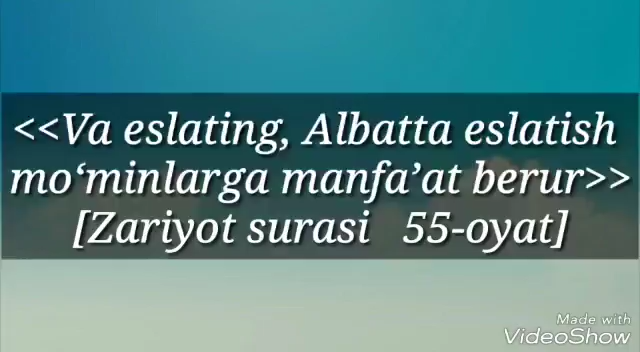 <<Va eslating, Albatta eslatish
mo‘minlarga manfa’at berur>>
[Zariyot surasi 55-oyat]
Made with
VideoShow